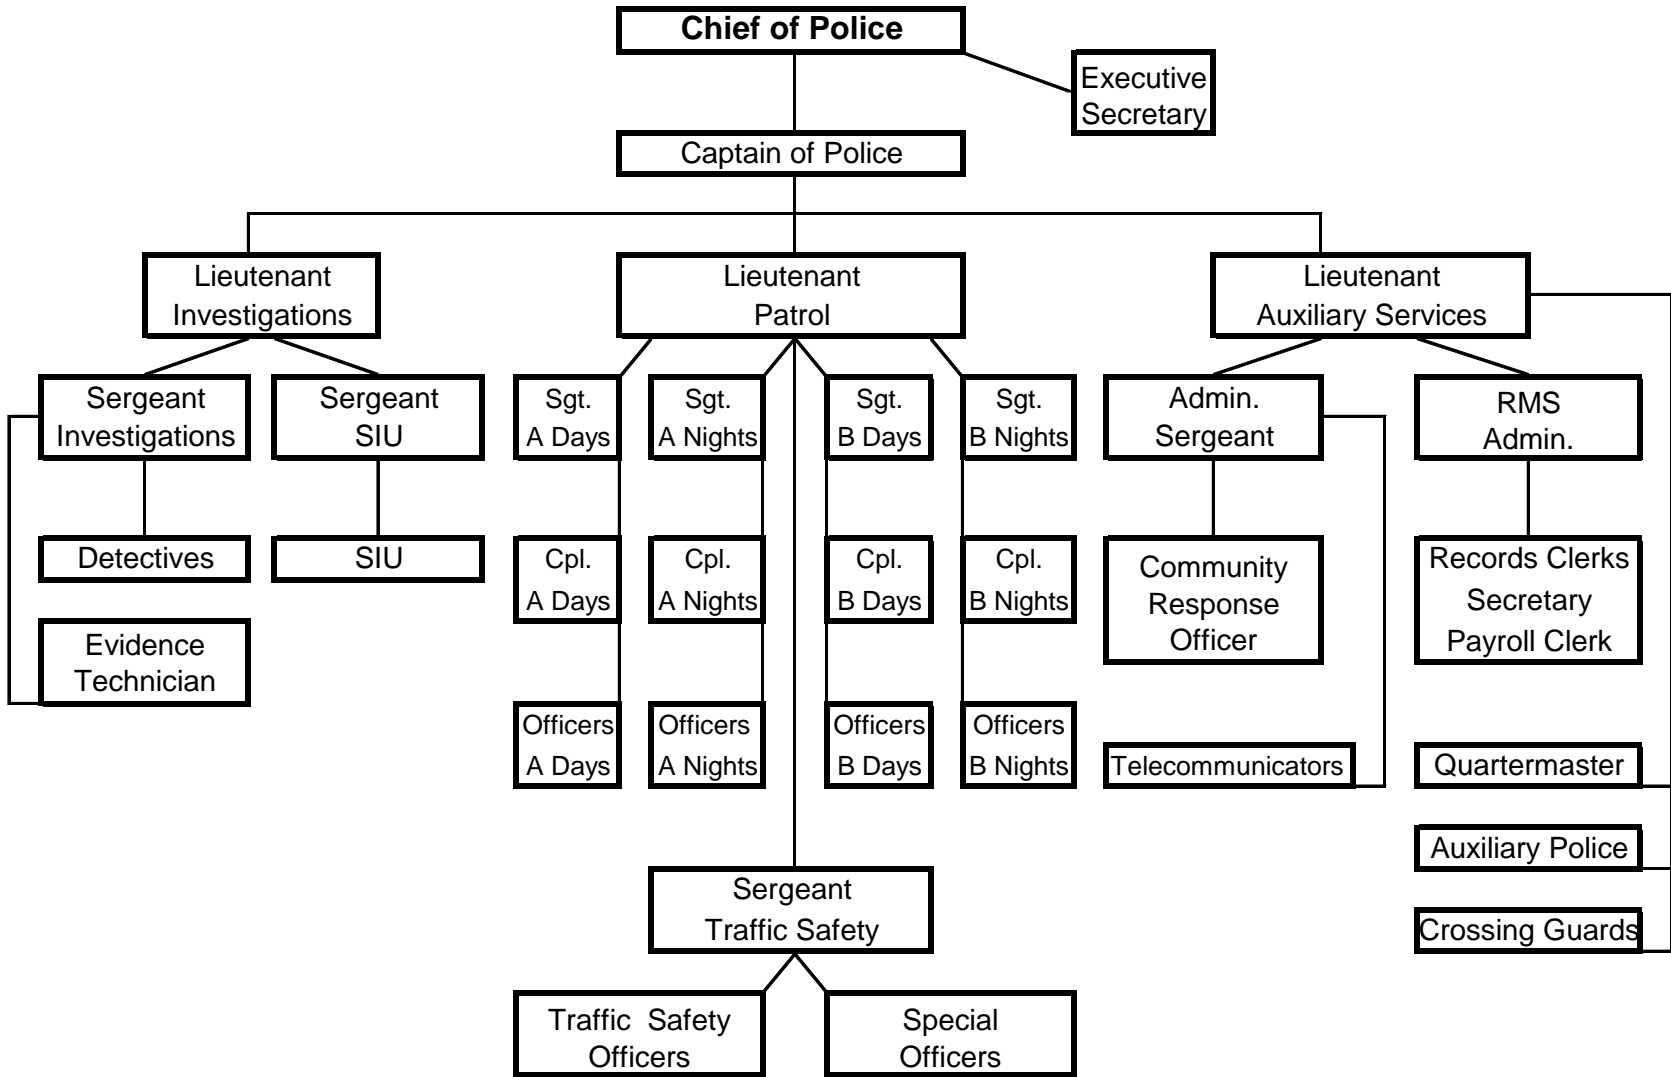 Chief of Police
Executive
Secretary
Captain of Police
Lieutenant
Investigations
Lieutenant
Patrol
Lieutenant
Auxiliary Services
Sergeant
Investigations
Sergeant
SIU
Sgt.
A Days
Sgt.
A Nights
Sgt.
B Days
Sgt.
B Nights
Admin.
Sergeant
RMS
Admin.
Detectives
SIU
Cpl.
A Days
Cpl.
A Nights
Cpl.
B Days
Cpl.
B Nights
Community
Response
Officer
Records Clerks
Secretary
Payroll Clerk
Evidence
Technician
Officers
A Days
Officers
A Nights
Officers
B Days
Officers
B Nights
Telecommunicators
Quartermaster
Auxiliary Police
Sergeant
Traffic Safety
Crossing Guards
Traffic Safety
Officers
Special
Officers